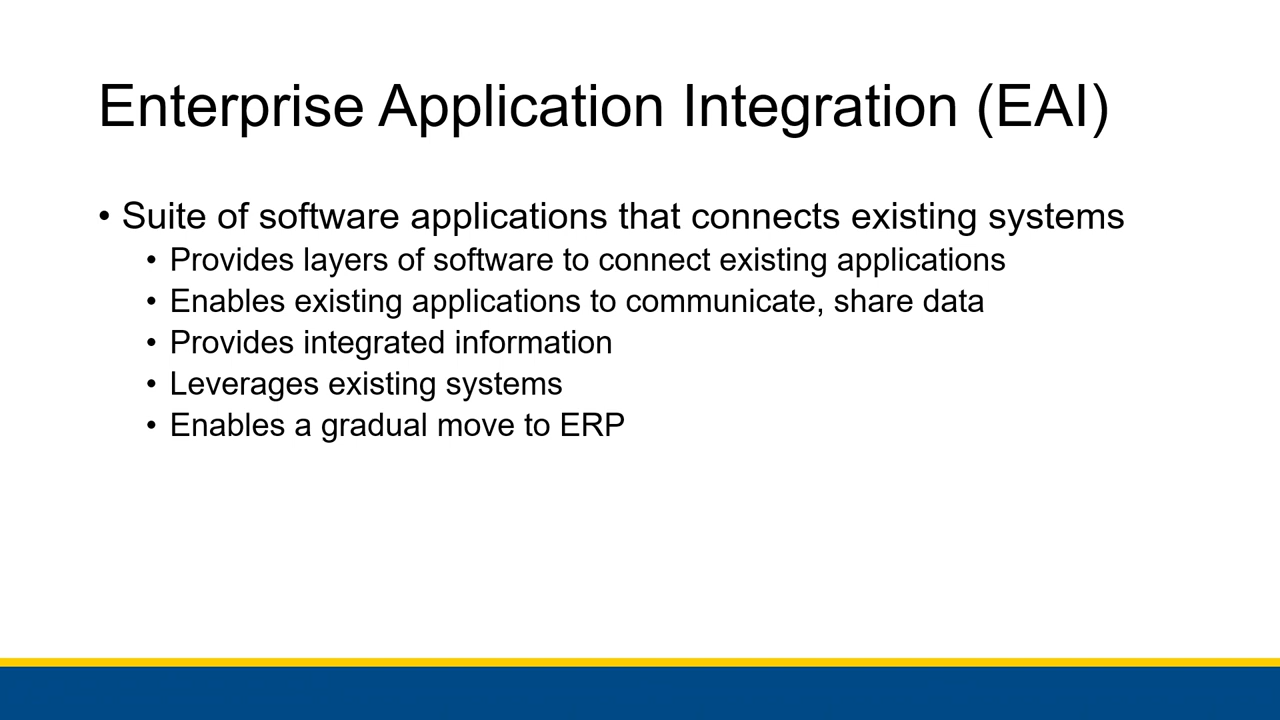 Enterprise Application Integration (EAI)
• Suite of software applications that connects existing systems
• Provides layers of software to connect existing applications
• Enables existing applications to communicate, share data
• Provides integrated information
• Leverages existing systems
• Enables a gradual move to ERP